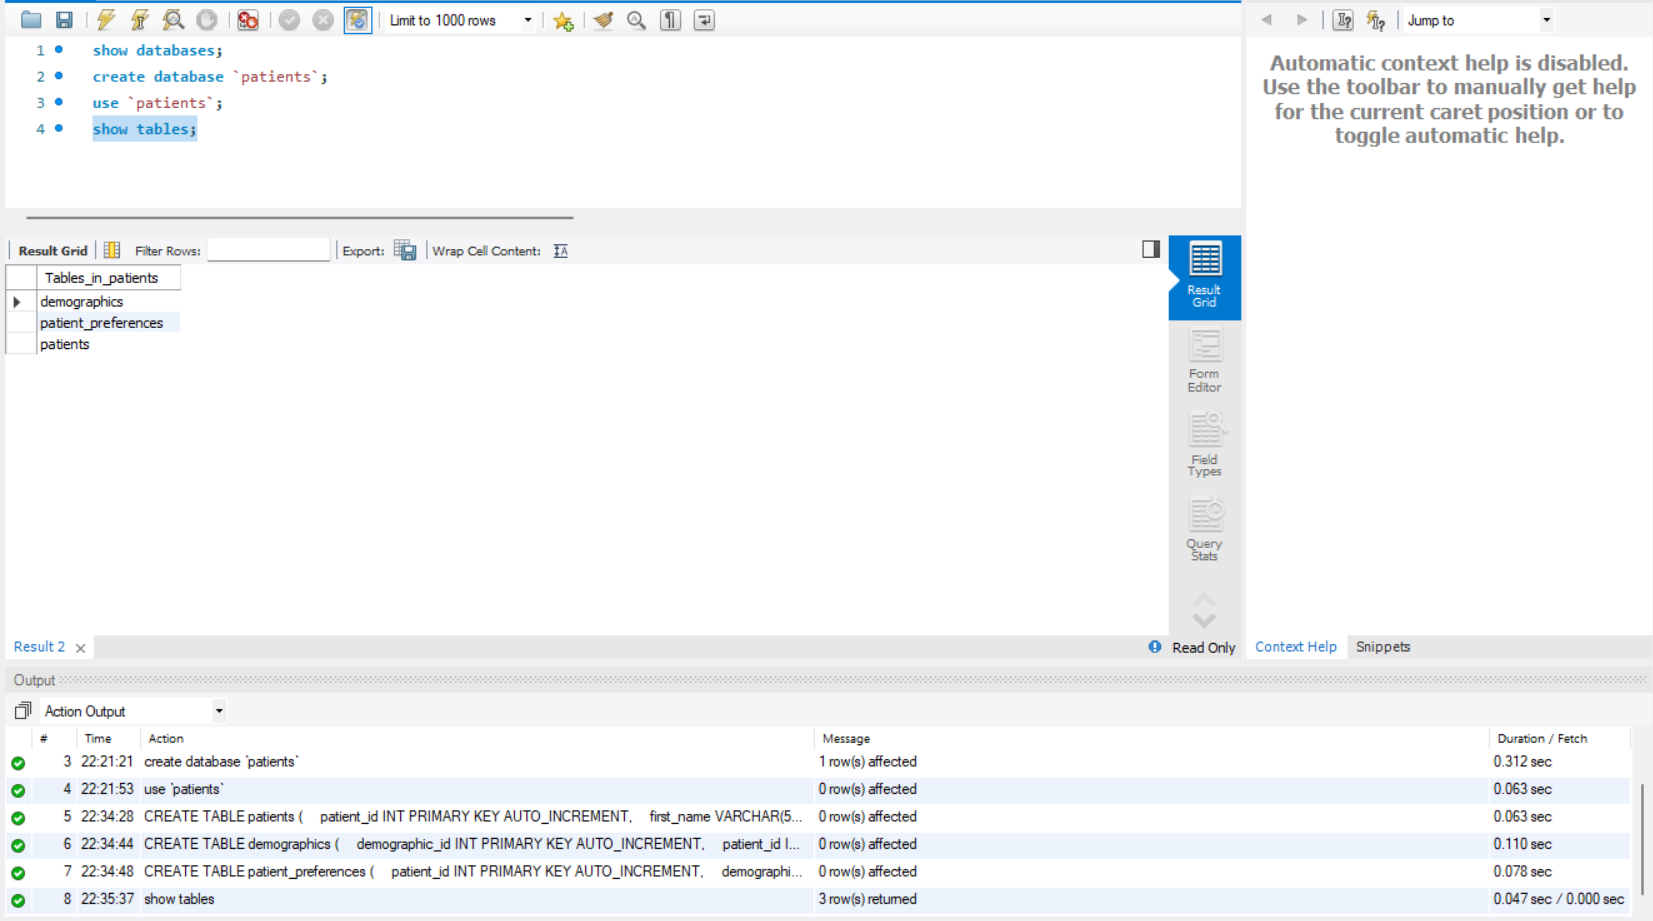 Limit to 1000 rows
Jump to
1 show databases;
2 create database `patients`;
3 use `patients`;
4 show tables;
Automatic context help is disabled.
Use the toolbar to manually get help
for the current caret position or to
toggle automatic help.
Result Grid Filter Rows: Export: Wrap Cell Content:
Tables_in_patients
demographics
patient_preferences
patients
Result
Grid
Form
Editor
Field
Types
Query
Stats
Result 2
Read Only
Context Help Snippets
Output
Action Output
# Time Action Message Duration / Fetch
3 22:21:21 create database `patients` 1 row(s) affected 0.312 sec
4 22:21:53 use `patients` 0 row(s) affected 0.063 sec
5 22:34:28 CREATE TABLE patients ( patient_id INT PRIMARY KEY AUTO_INCREMENT, first_name VARCHAR(5... 0 row(s) affected 0.063 sec
6 22:34:44 CREATE TABLE demographics ( demographic_id INT PRIMARY KEY AUTO_INCREMENT, patient_id I... 0 row(s) affected 0.110 sec
7 22:34:48 CREATE TABLE patient_preferences ( patient_id INT PRIMARY KEY AUTO_INCREMENT, demographi... 0 row(s) affected 0.078 sec
8 22:35:37 show tables 3 row(s) returned 0.047 sec / 0.000 sec